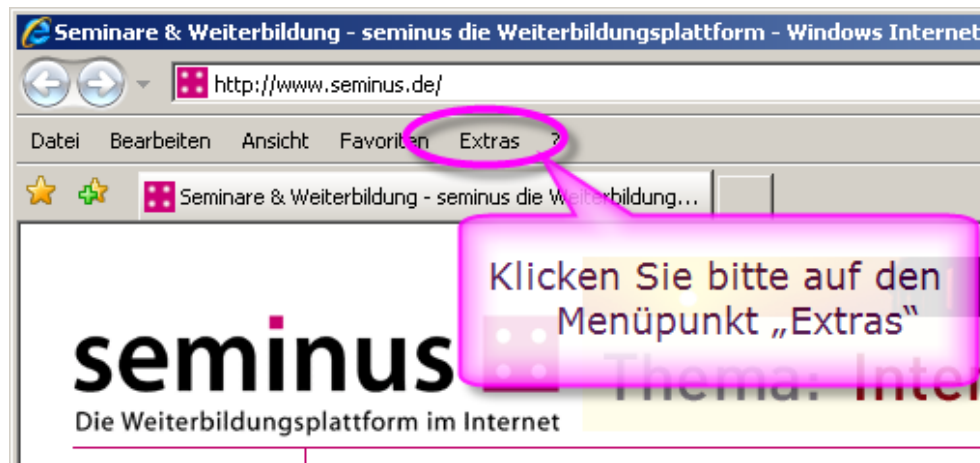 Seminare & Weiterbildung - seminus die Weiterbildungsplattform - Windows Internet
http://www.seminus.de/
Datei Bearbeiten Ansicht Favoriten Extras ?
Seminare & Weiterbildung - seminus die Weiterbildung...
Klicken Sie bitte auf den
Menüpunkt „Extras“
seminus
Thema: Inter
Die Weiterbildungsplattform im Internet